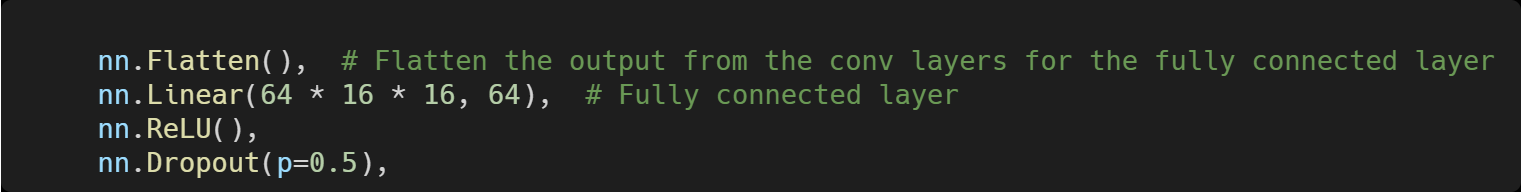 nn.Flatten(),  # Flatten the output from the conv layers for the fully connected layer
nn.Linear(64 * 16 * 16, 64),  # Fully connected layer
nn.ReLU(),
nn.Dropout(p=0.5),